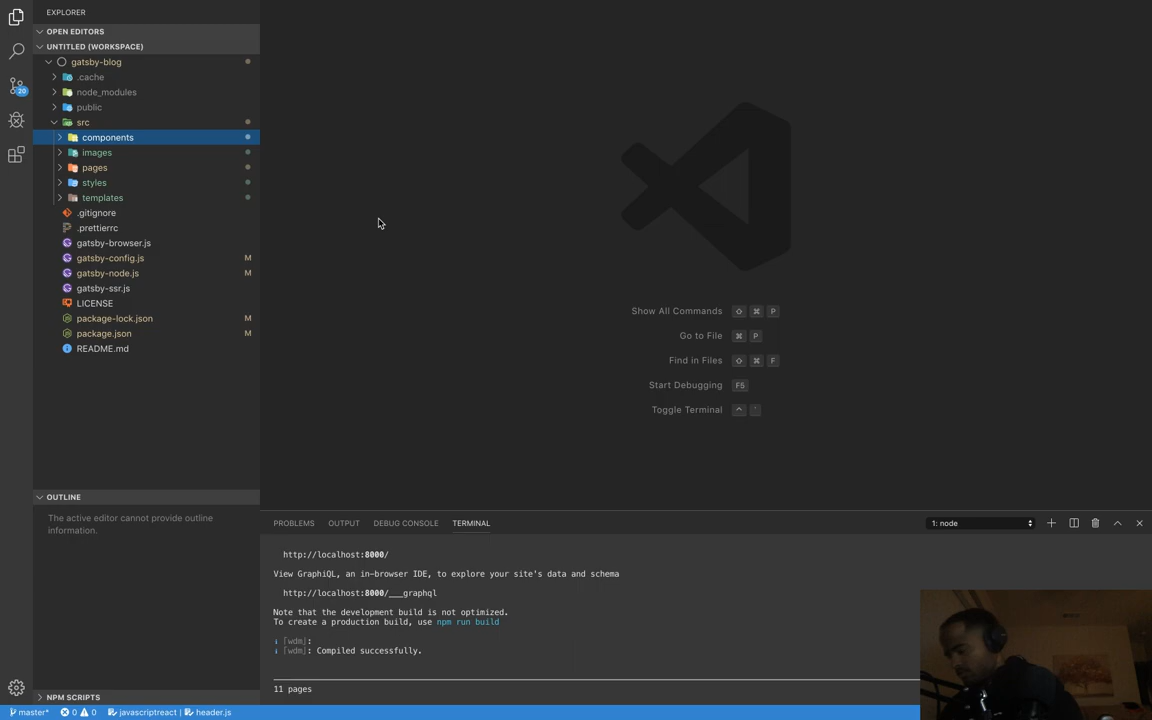 EXPLORER
OPEN EDITORS
UNTITLED (WORKSPACE)
gatsby-blog
.cache
node_modules
public
src
components
images
pages
styles
templates
.gitignore
.prettierrc
gatsby-browser.js
gatsby-config.js M
gatsby-node.js M
gatsby-ssr.js
LICENSE
package-lock.json M
package.json M
README.md
20
OUTLINE
The active editor cannot provide outline
information.
NPM SCRIPTS
Show All Commands ⇧ ⌘ P
Go to File ⌘ P
Find in Files ⇧ ⌘ F
Start Debugging F5
Toggle Terminal ^ `
PROBLEMS OUTPUT DEBUG CONSOLE TERMINAL 1: node
http://localhost:8000/
View GraphiQL, an in-browser IDE, to explore your site's data and schema
http://localhost:8000/___graphql
Note that the development build is not optimized.
To create a production build, use npm run build
ℹ ｢wdm｣:
ℹ ｢wdm｣: Compiled successfully.
11 pages
master* 0 0 javascriptreact | header.js